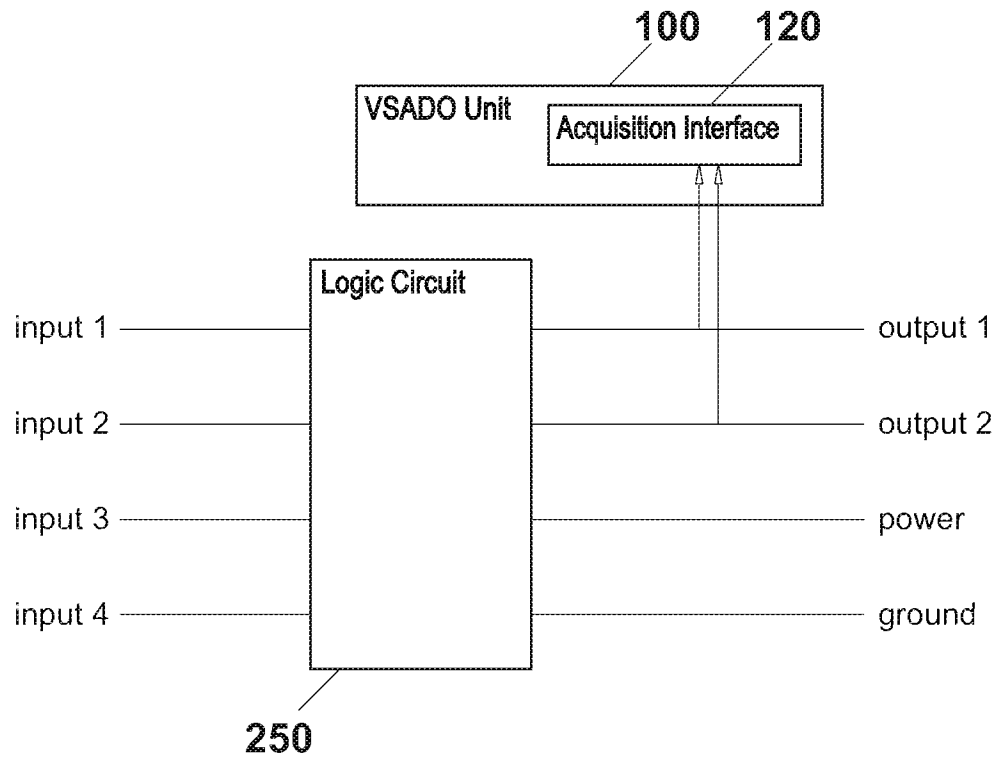 100
120
VSADO Unit
Acquisition Interface
Logic Circuit
input 1
output 1
input 2
output 2
input 3
power
input 4
ground
250